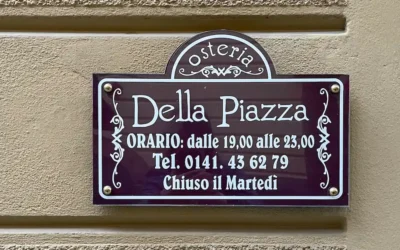 osteria
Della Piazza
ORARIO: dalle 19,00 alle 23,00
Tel. 0141. 43 62 79
Chiuso il Martedì